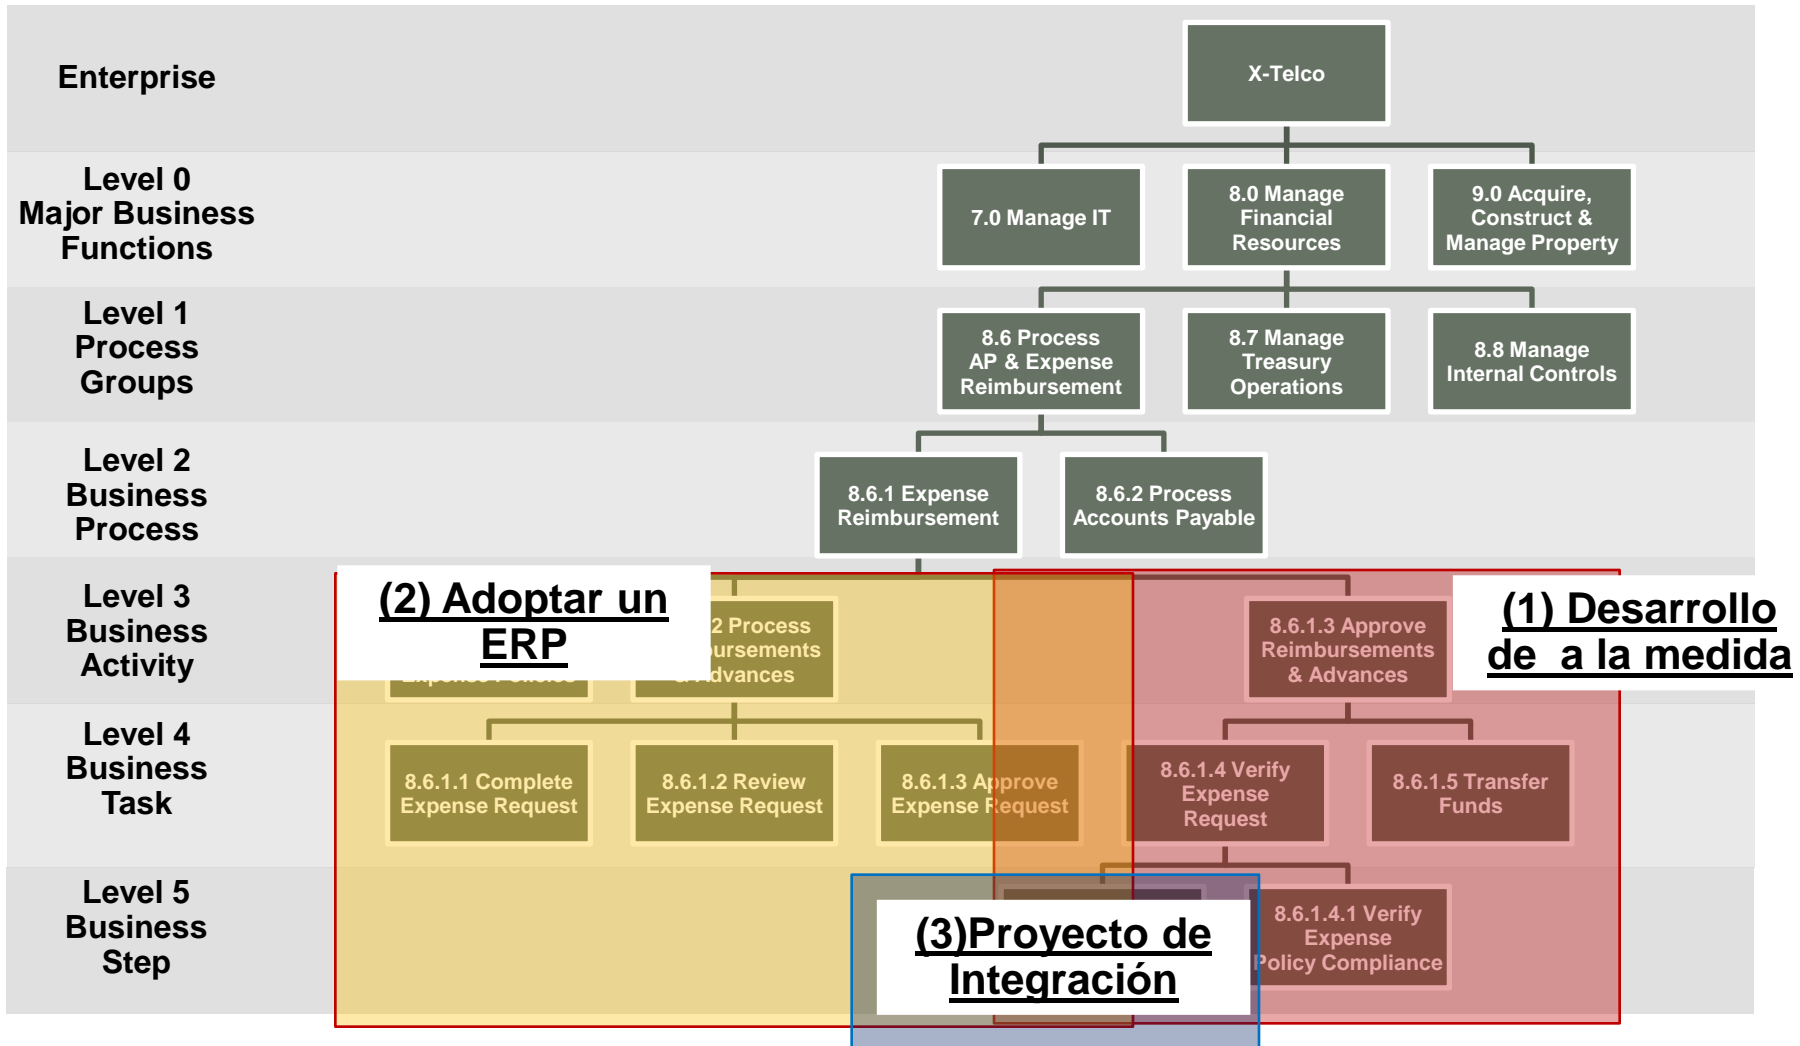 Enterprise
X-Telco
Level 0
Major Business
Functions
7.0 Manage IT
8.0 Manage
Financial
Resources
9.0 Acquire,
Construct &
Manage Property
Level 1
Process
Groups
8.6 Process
AP & Expense
Reimbursement
8.7 Manage
Treasury
Operations
8.8 Manage
Internal Controls
Level 2
Business
Process
8.6.1 Expense
Reimbursement
8.6.2 Process
Accounts Payable
Level 3
Business
Activity
(2) Adoptar un
ERP
Expense Policies
2 Process
bursements
& Advances
8.6.1.3 Approve
Reimbursements
& Advances
(1) Desarrollo
de a la medida
Level 4
Business
Task
8.6.1.1 Complete
Expense Request
8.6.1.2 Review
Expense Request
8.6.1.3 Approve
Expense Request
8.6.1.4 Verify
Expense
Request
8.6.1.5 Transfer
Funds
Level 5
Business
Step
(3)Proyecto de
Integración
8.6.1.4.1 Verify
Expense
Policy Compliance